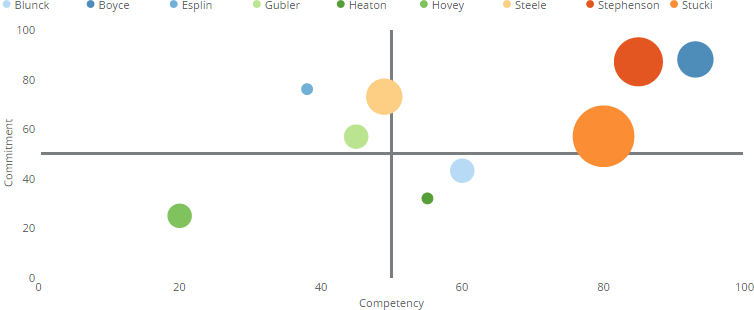 Blunck Boyce Esplin Gubler Heaton Hovey Steele Stephenson Stucki
100
80
60
40
20
0
Commitment
0 20 40 60 80 100
Competency